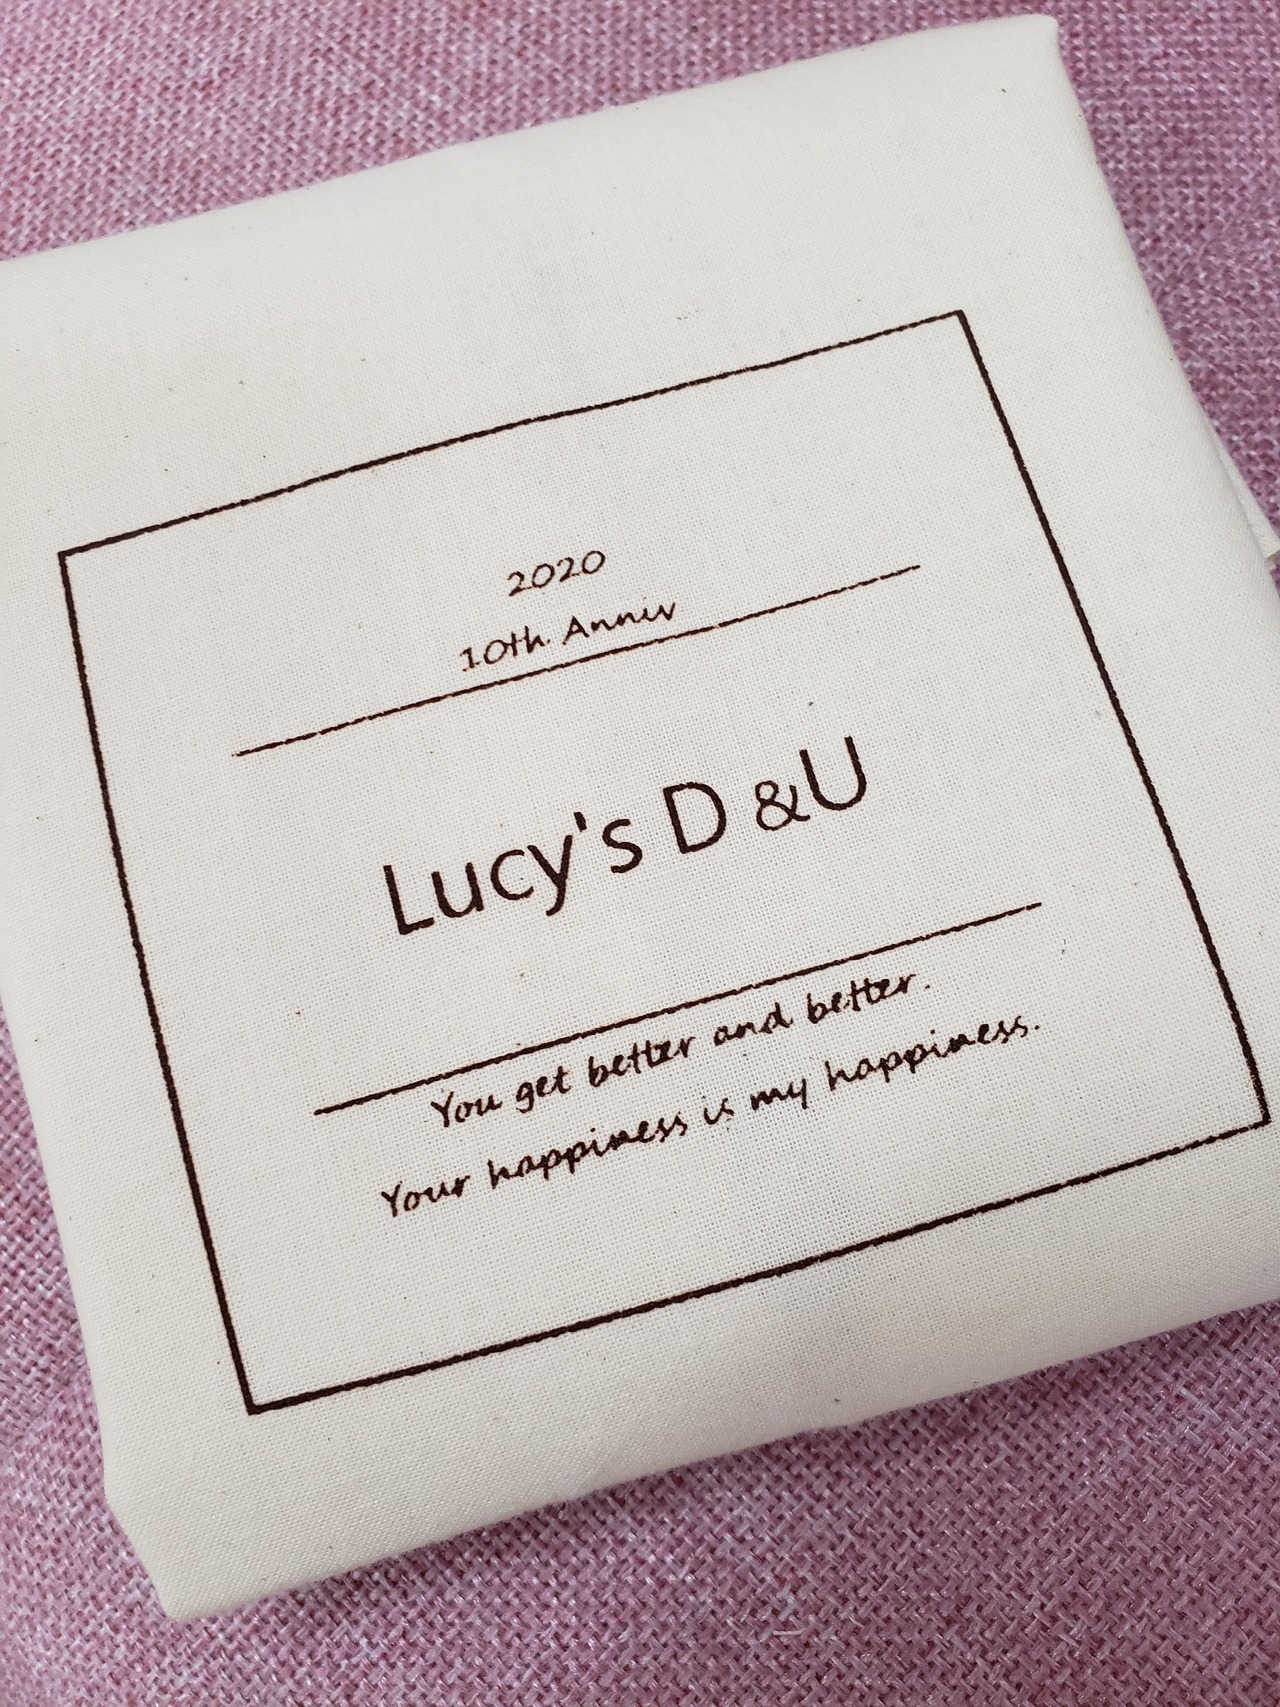 2020
10th Anniv
Lucy's D &U
You get better and better.
Your happiness is my happiness.